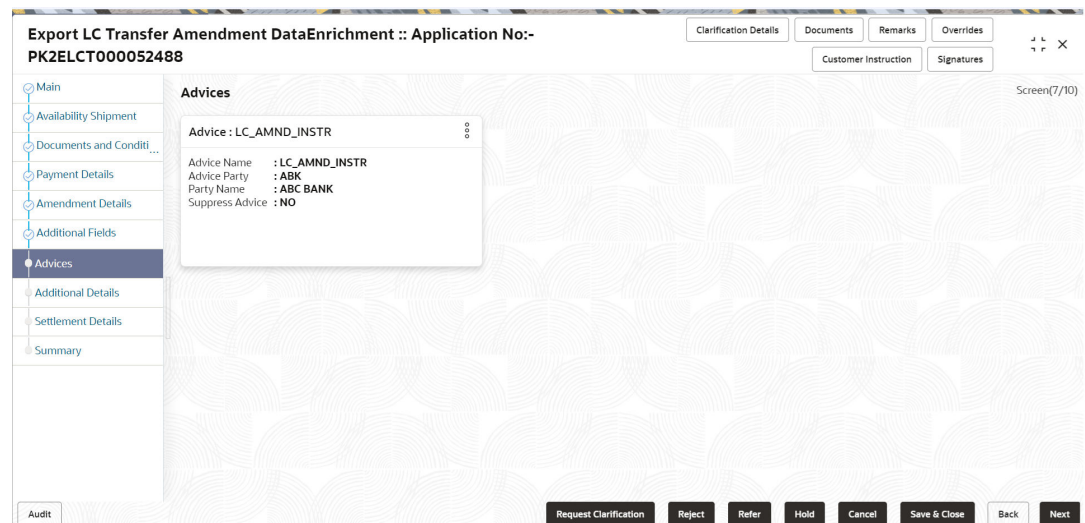 Export LC Transfer Amendment DataEnrichment :: Application No:-
PK2ELCT000052488
Clarification Details
Documents
Remarks
Overrides
Customer Instruction
Signatures
Main
Availability Shipment
Documents and Conditi...
Payment Details
Amendment Details
Additional Fields
Advices
Additional Details
Settlement Details
Summary
Advices
Screen(7/10)
Advice : LC_AMND_INSTR
Advice Name : LC_AMND_INSTR
Advice Party : ABK
Party Name : ABC BANK
Suppress Advice : NO
Audit
Request Clarification
Reject
Refer
Hold
Cancel
Save & Close
Back
Next